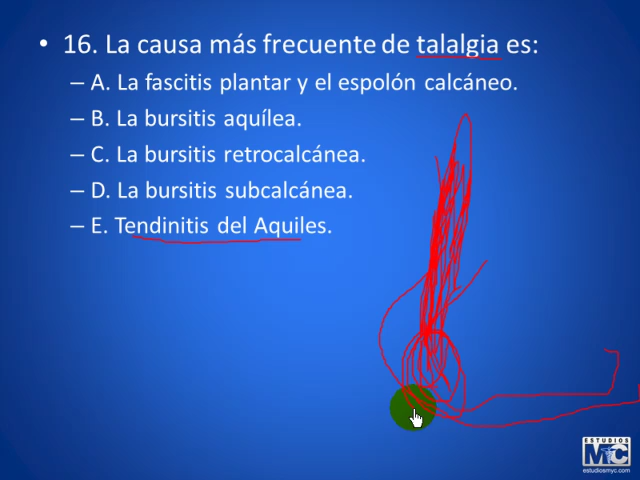 • 16. La causa más frecuente de talalgia es:
– A. La fascitis plantar y el espolón calcáneo.
– B. La bursitis aquílea.
– C. La bursitis retrocalcánea.
– D. La bursitis subcalcánea.
– E. Tendinitis del Aquiles.
ESTUDIOS
MC
estudiosmyc.com